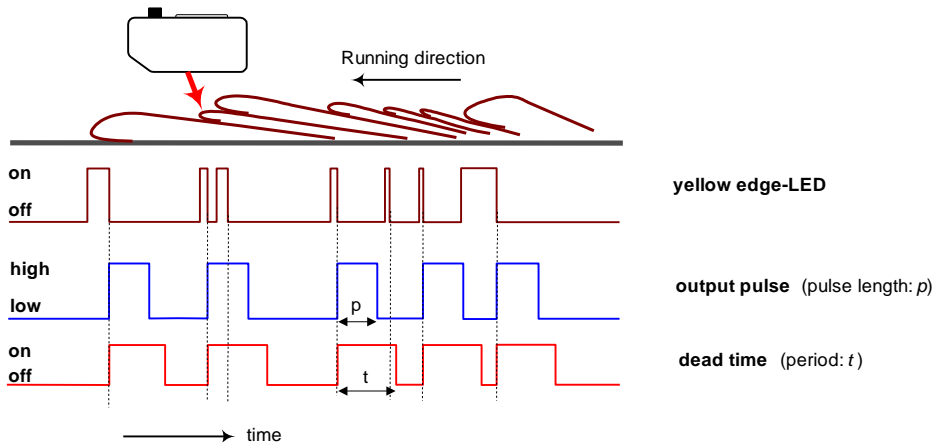 Running direction
on
off
yellow edge-LED
high
low
p
output pulse (pulse length: p)
on
off
t
dead time (period: t)
time